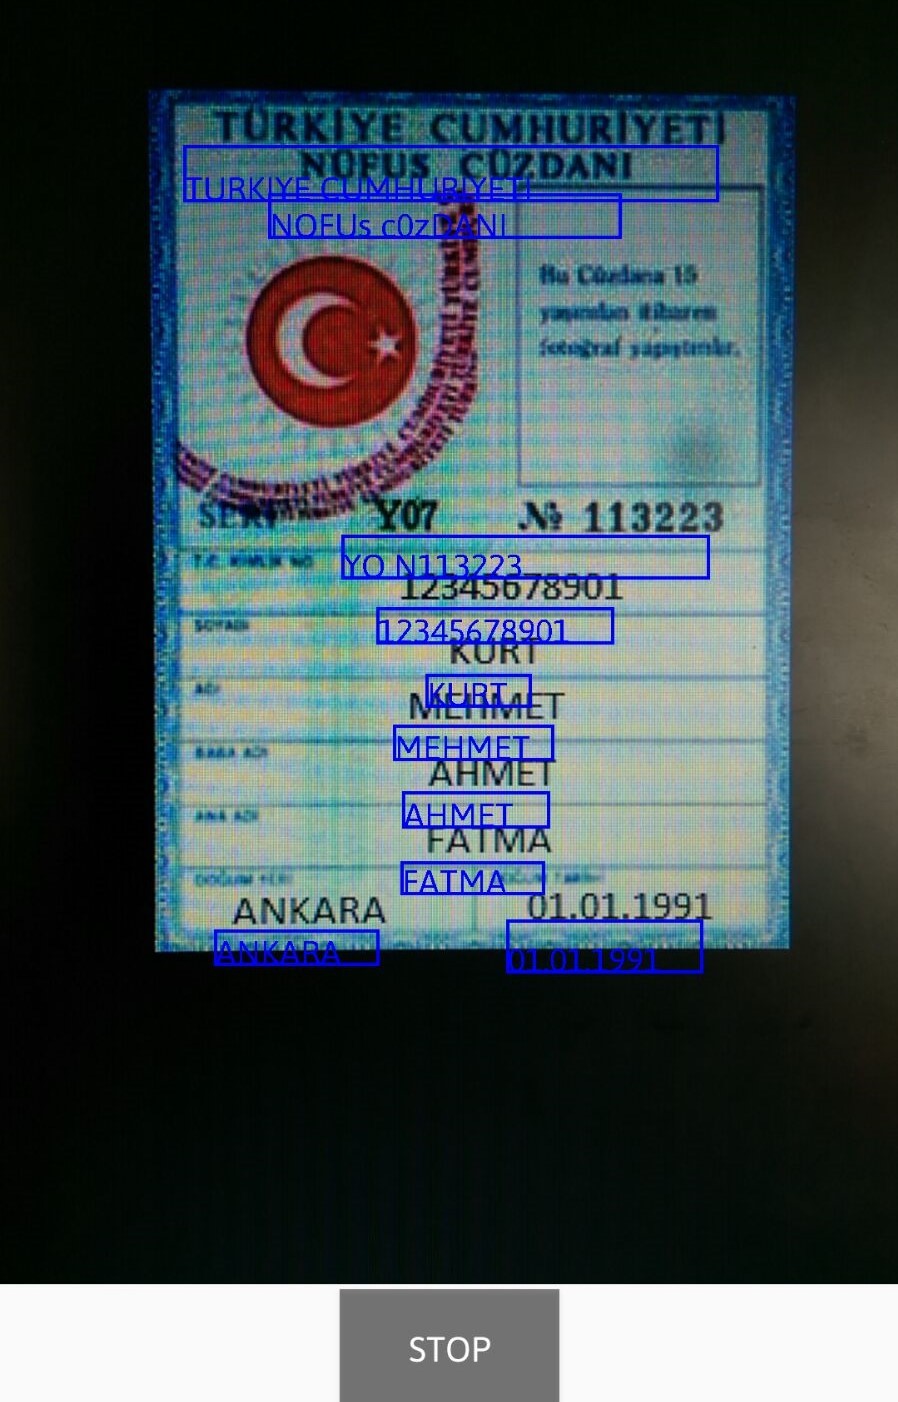 TÜRKİYE CUMHURİYETİ
NÜFUS CÜZDANI
TURKIYE CUMHURIYETI
NOFUs c0zDANI
Bu Cüzdana 15
yaşından itibaren
fotoğraf yapıştırılır.
SERİ Y07 № 113223
T.C. KİMLİK NO
YO N113223
12345678901
SOYADI
12345678901
KURT
ADI
KURT
MEHMET
BABA ADI
MEHMET
AHMET
ANA ADI
AHMET
FATMA
DOĞUM YERİ DOĞUM TARİHİ
FATMA
ANKARA 01.01.1991
ANKARA 01.01.1991
STOP